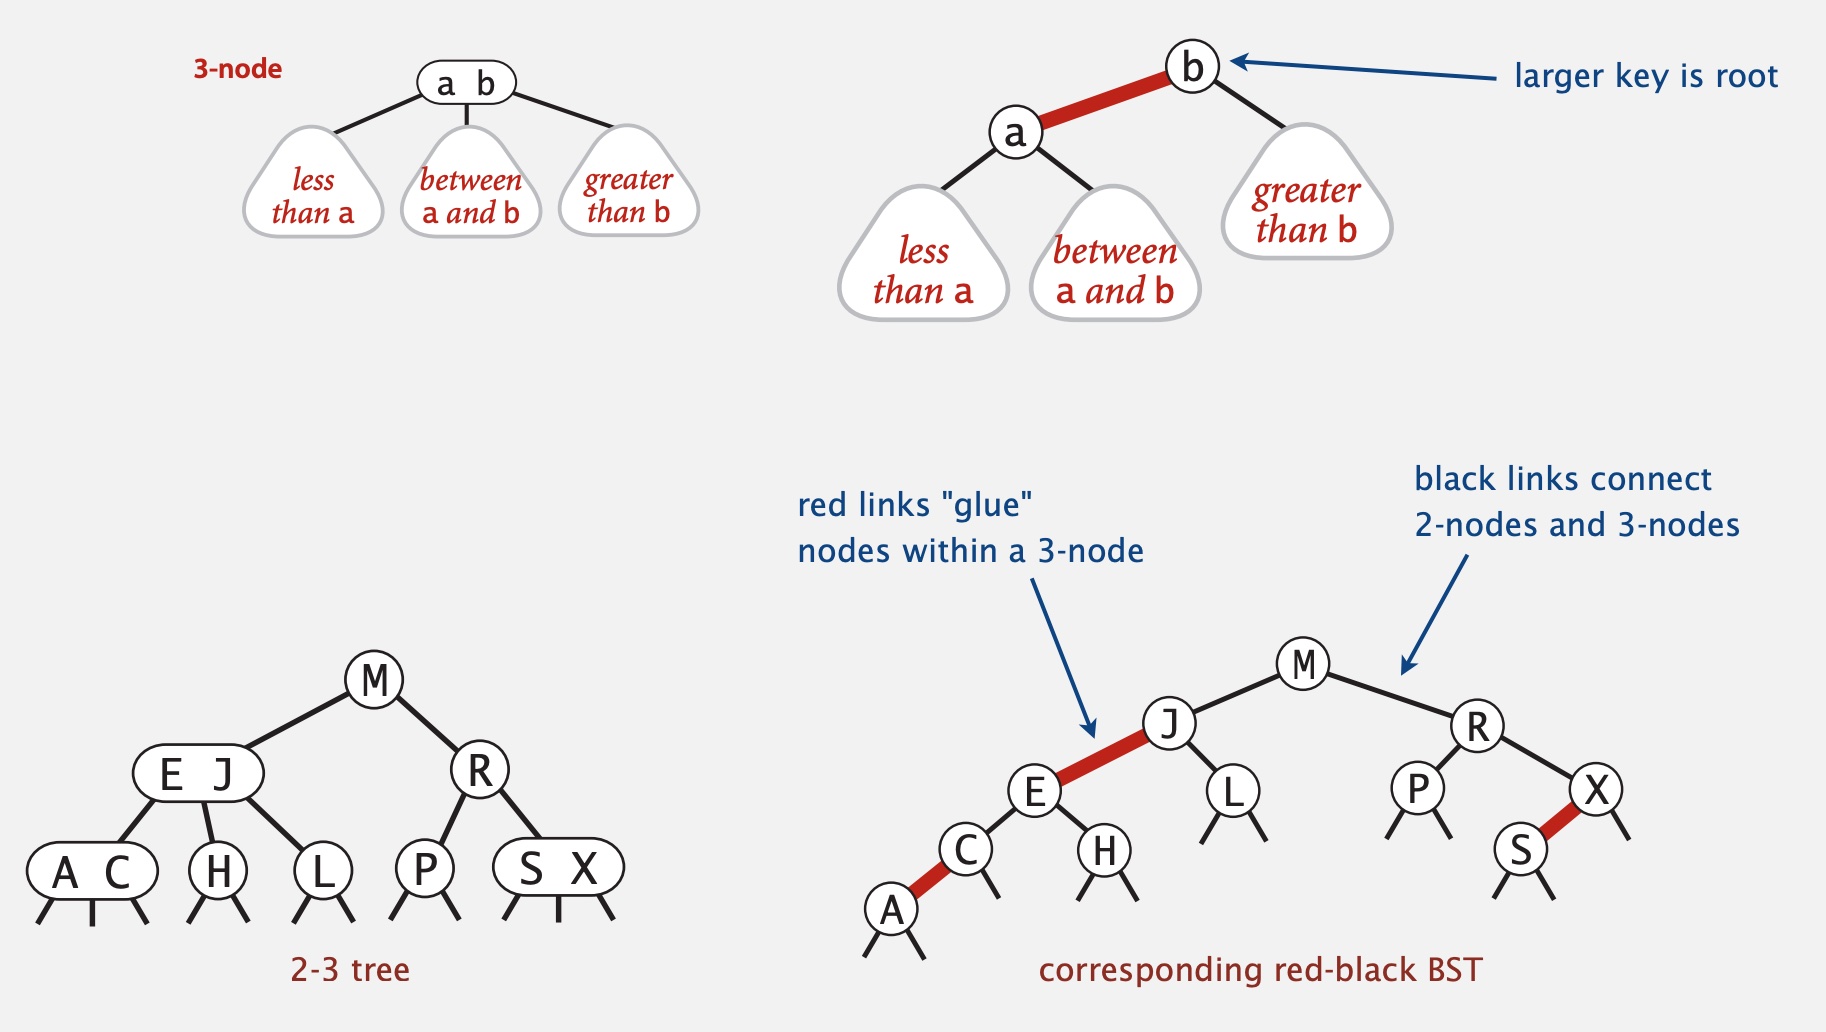 3-node
a b
less
than a
between
a and b
greater
than b
b
larger key is root
a
less
than a
between
a and b
greater
than b
red links "glue"
nodes within a 3-node
black links connect
2-nodes and 3-nodes
M
E J
R
A C
H
L
P
S X
2-3 tree
M
J
R
E
L
P
X
C
H
S
A
corresponding red-black BST